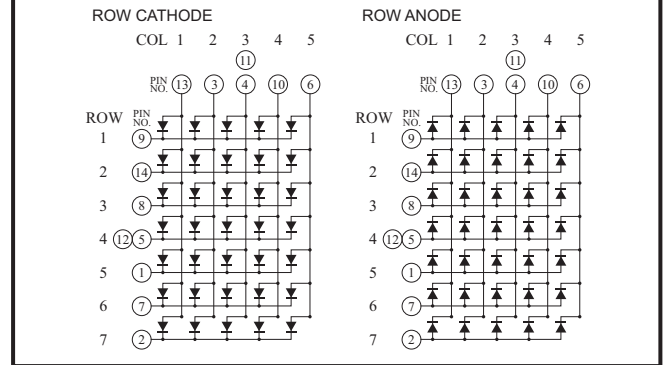 ROW CATHODE
COL 1 2 3 4 5
11
PIN NO. 13 3 4 10 6
ROW PIN NO.
1 9
2 14
3 8
4 12 5
5 1
6 7
7 2
ROW ANODE
COL 1 2 3 4 5
11
PIN NO. 13 3 4 10 6
ROW PIN NO.
1 9
2 14
3 8
4 12 5
5 1
6 7
7 2